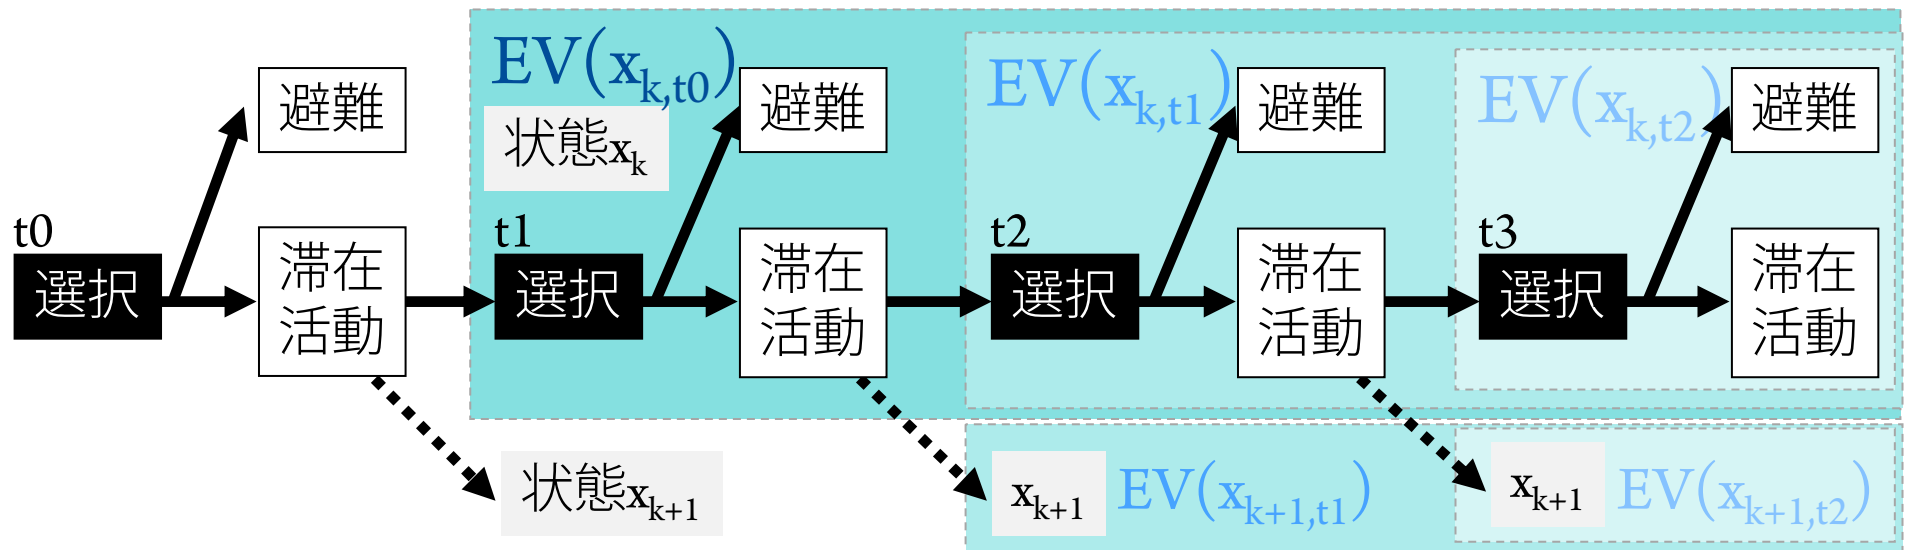 EV(xk,t0)
EV(xk,t1)
EV(xk,t2)
避難
避難
避難
避難
状態xk
t0
t1
t2
t3
選択
滞在
活動
選択
滞在
活動
選択
滞在
活動
選択
滞在
活動
状態xk+1
xk+1
EV(xk+1,t1)
xk+1
EV(xk+1,t2)